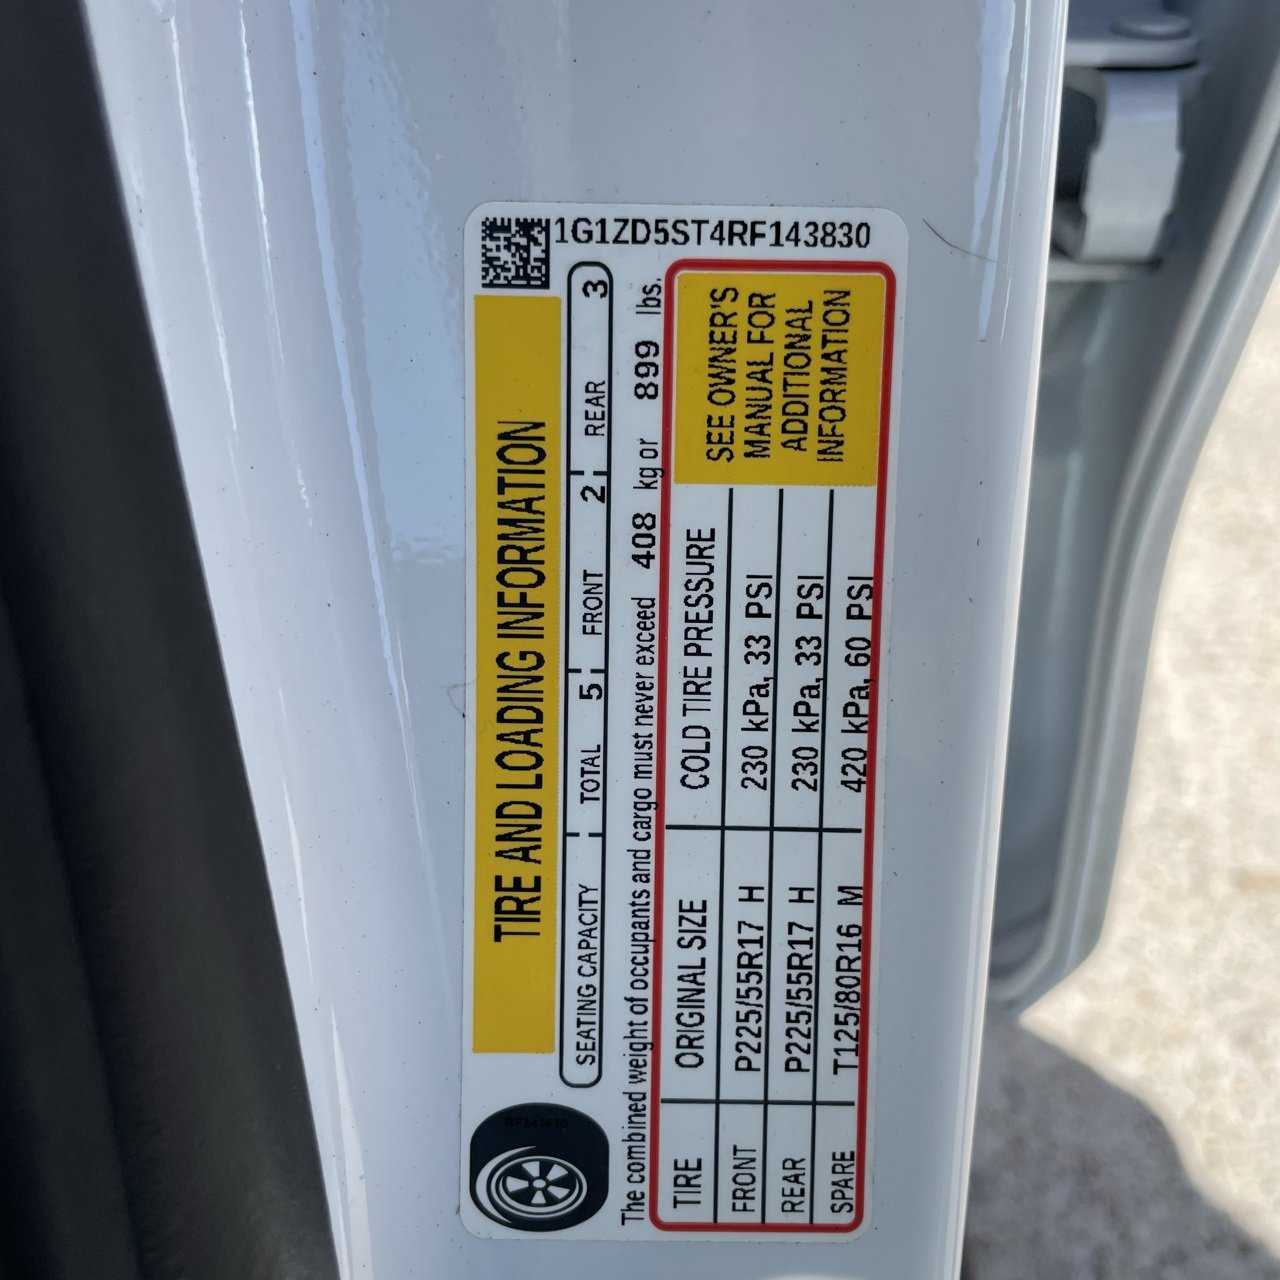 1G1ZD5ST4RF143830
TIRE AND LOADING INFORMATION
SEATING CAPACITY TOTAL 5 FRONT 2 REAR 3
The combined weight of occupants and cargo must never exceed 408 kg or 899 lbs.
TIRE ORIGINAL SIZE COLD TIRE PRESSURE
FRONT P225/55R17 H 230 kPa, 33 PSI
REAR P225/55R17 H 230 kPa, 33 PSI
SPARE T125/80R16 M 420 kPa, 60 PSI
SEE OWNER'S
MANUAL FOR
ADDITIONAL
INFORMATION
RF143830